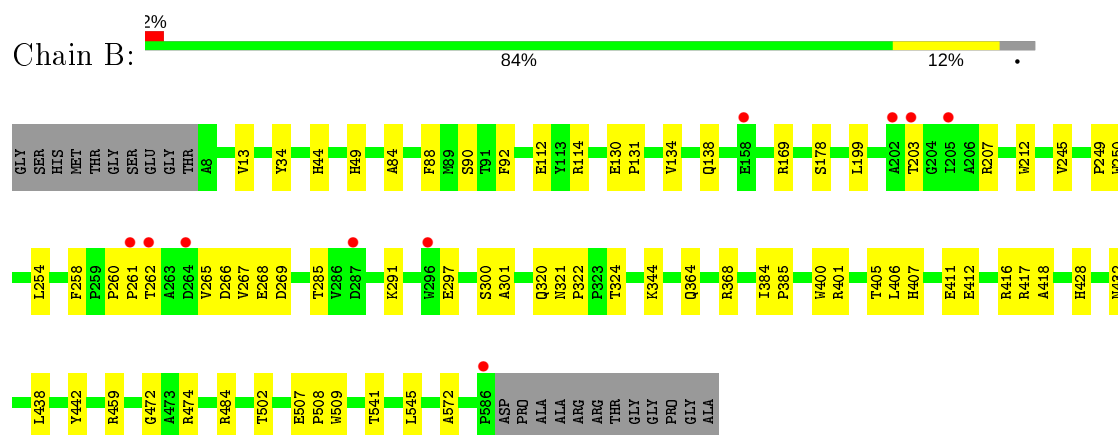 2%
Chain B:
84% 12% •
GLY SER HIS MET THR GLY SER GLU GLY THR A8 V13 Y34 H44 H49 A84 F88 M89 S90 T91 F92 E112 Y113 R114 E130 P131 V134 Q138 E158 R169 S178 L199 A202 T203 G204 I205 A206 R207 W212 V245 P249 W250
L254 F258 P259 P260 P261 T262 A263 D264 V265 D266 V267 E268 D269 T285 V286 D287 K291 W296 E297 S300 A301 Q320 N321 P322 P323 T324 K344 Q364 R368 I384 P385 W400 R401 T405 L406 H407 E411 E412 R416 R417 A418 H428
L438 Y442 R459 G472 A473 R474 R484 T502 E507 P508 W509 T541 L545 A572 P586 ASP PRO ALA ALA ARG ARG THR GLY GLY PRO GLY ALA